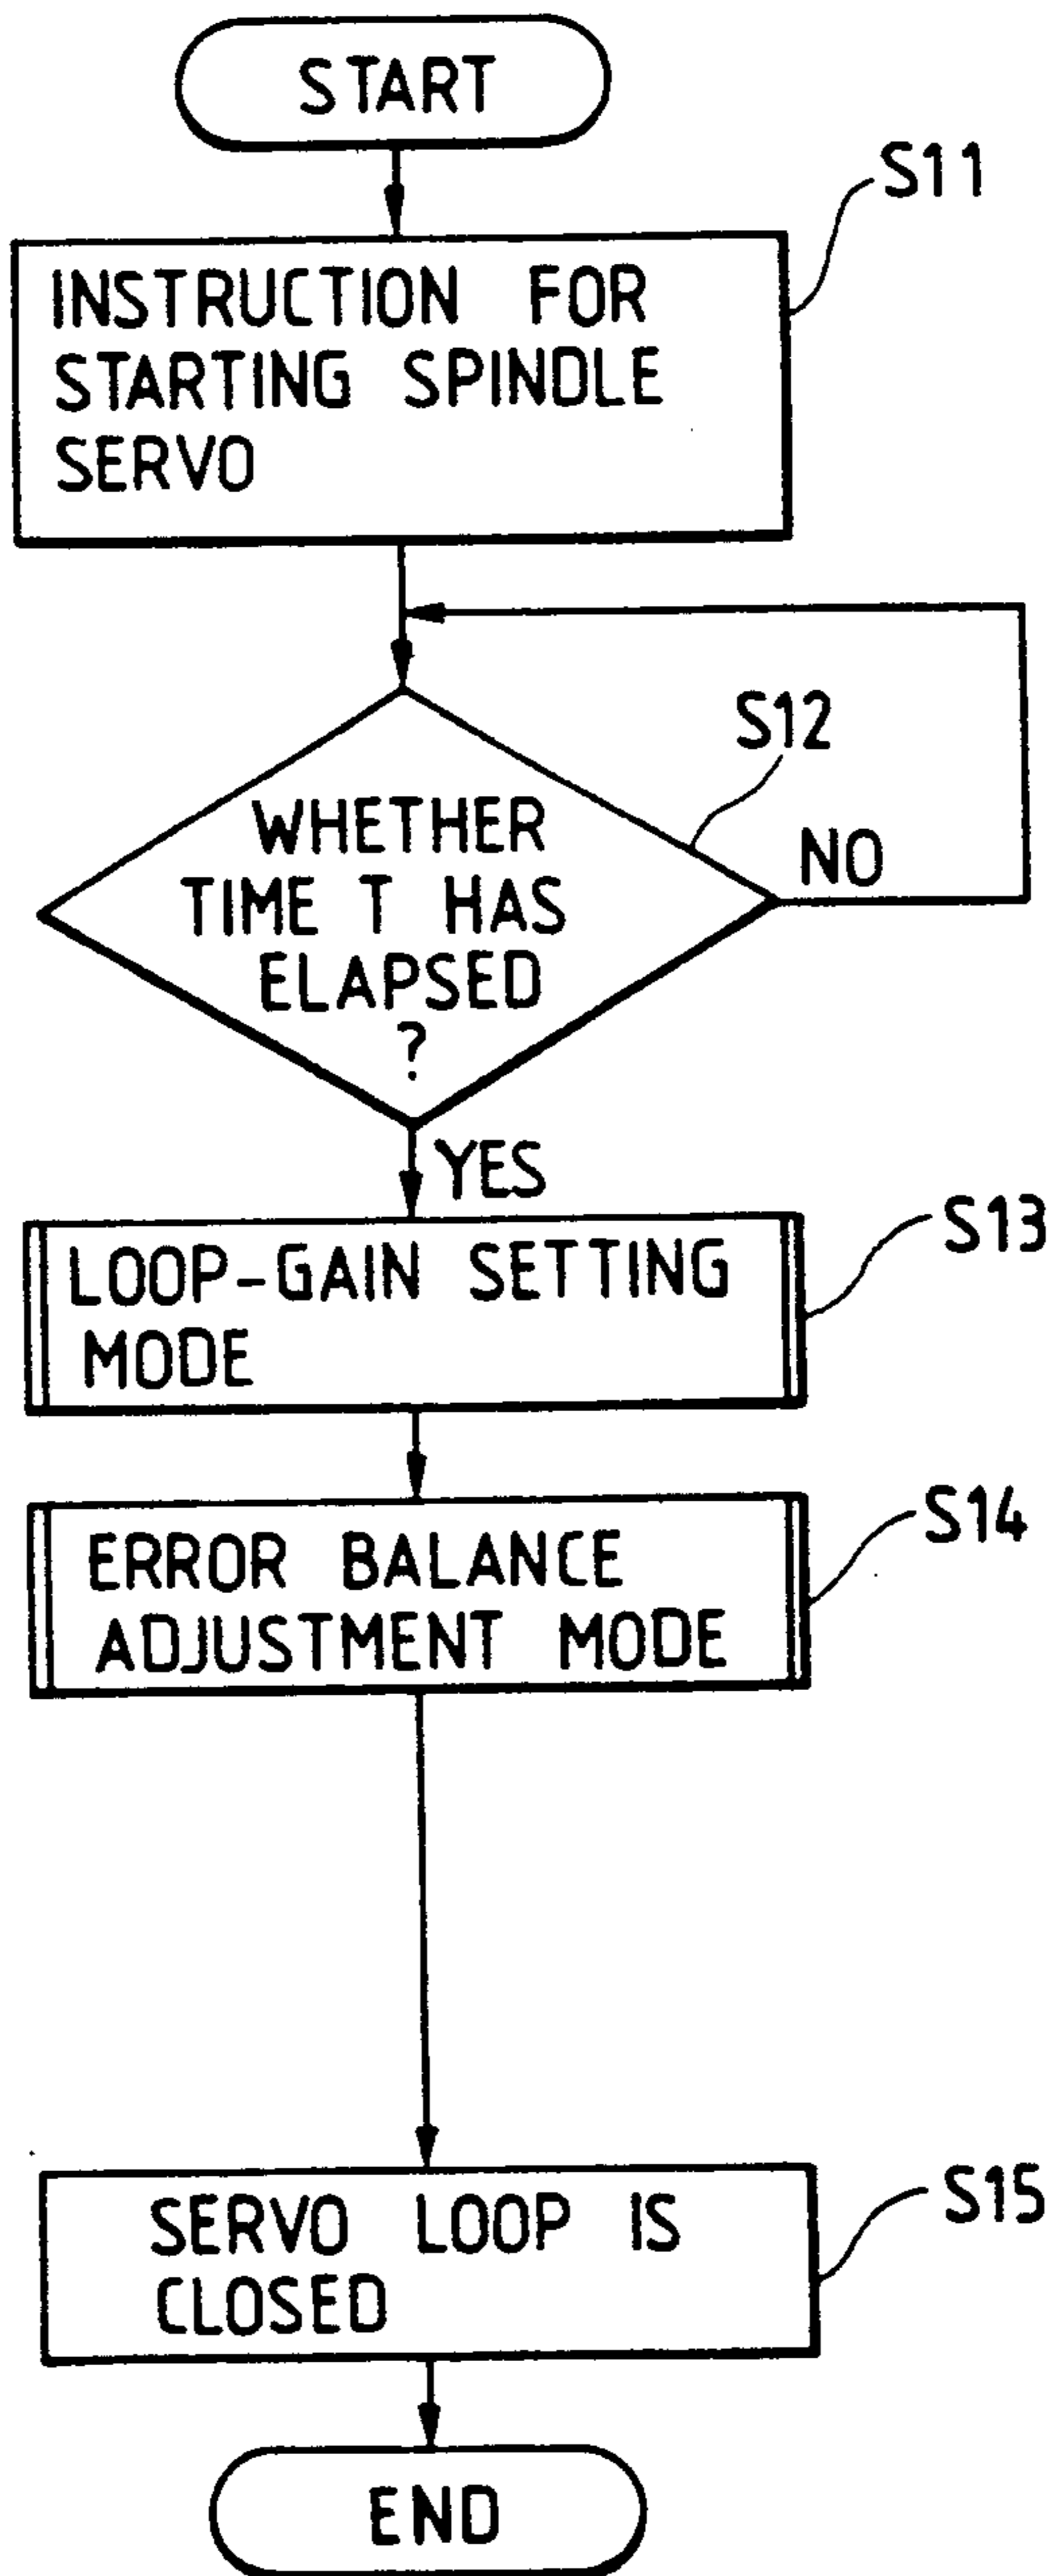 START
S11
INSTRUCTION FOR
STARTING SPINDLE
SERVO
S12
WHETHER
TIME T HAS
ELAPSED
?
NO
YES
S13
LOOP-GAIN SETTING
MODE
S14
ERROR BALANCE
ADJUSTMENT MODE
S15
SERVO LOOP IS
CLOSED
END